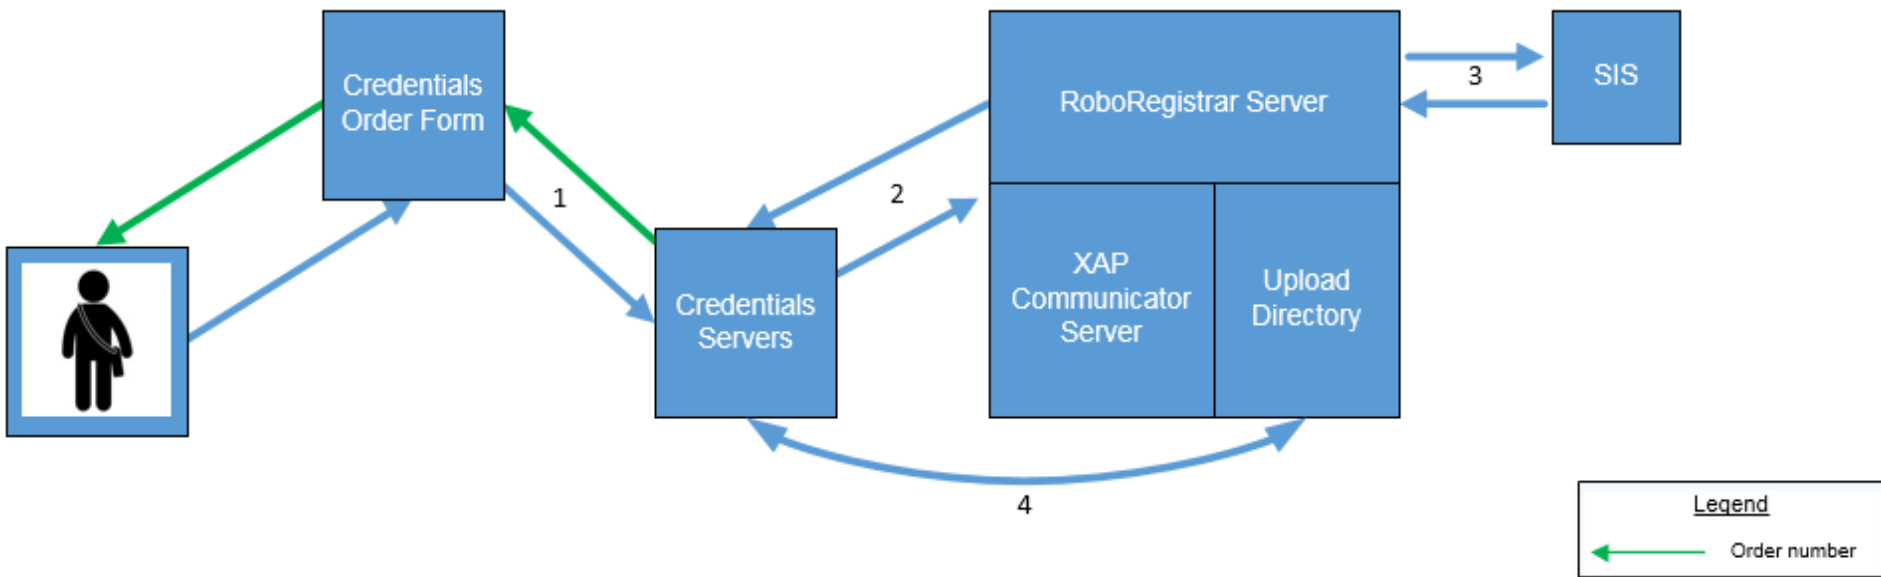 Credentials
Order Form
1
Credentials
Servers
2
RoboRegistrar Server
XAP
Communicator
Server
Upload
Directory
3
SIS
4
Legend
Order number